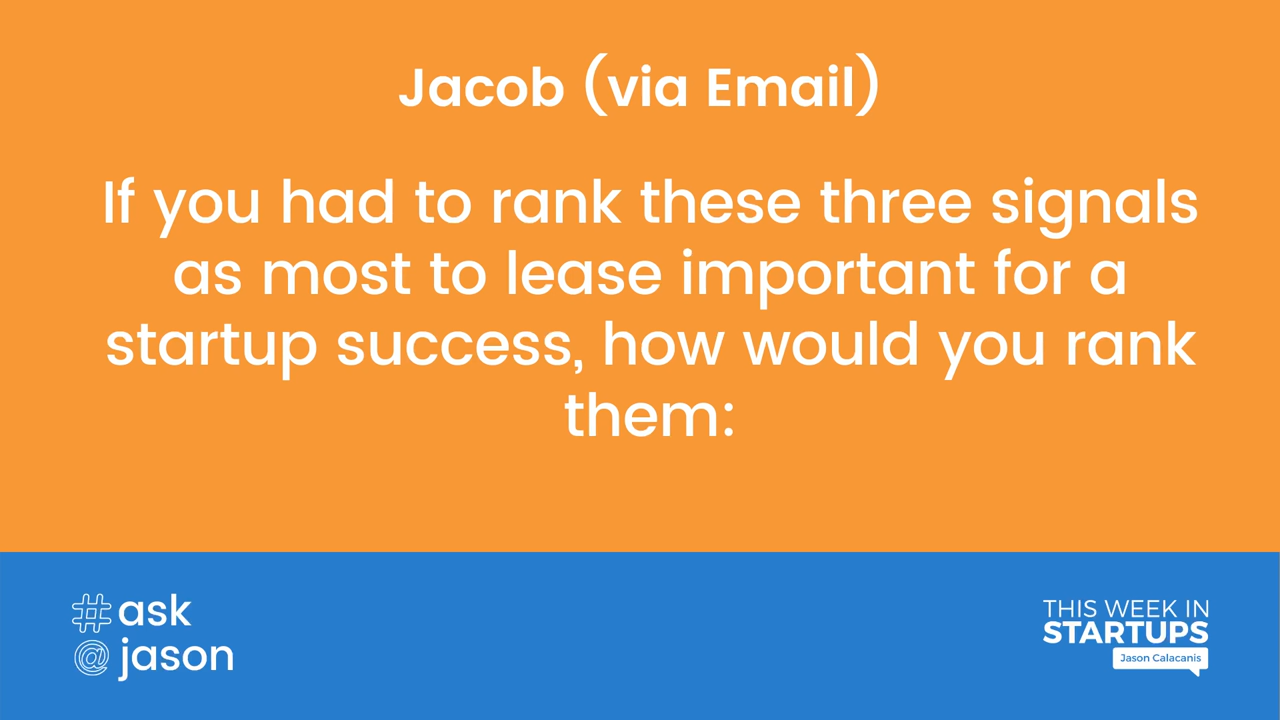 Jacob (via Email)
If you had to rank these three signals
as most to lease important for a
startup success, how would you rank
them:
#ask
@jason
THIS WEEK IN
STARTUPS
Jason Calacanis